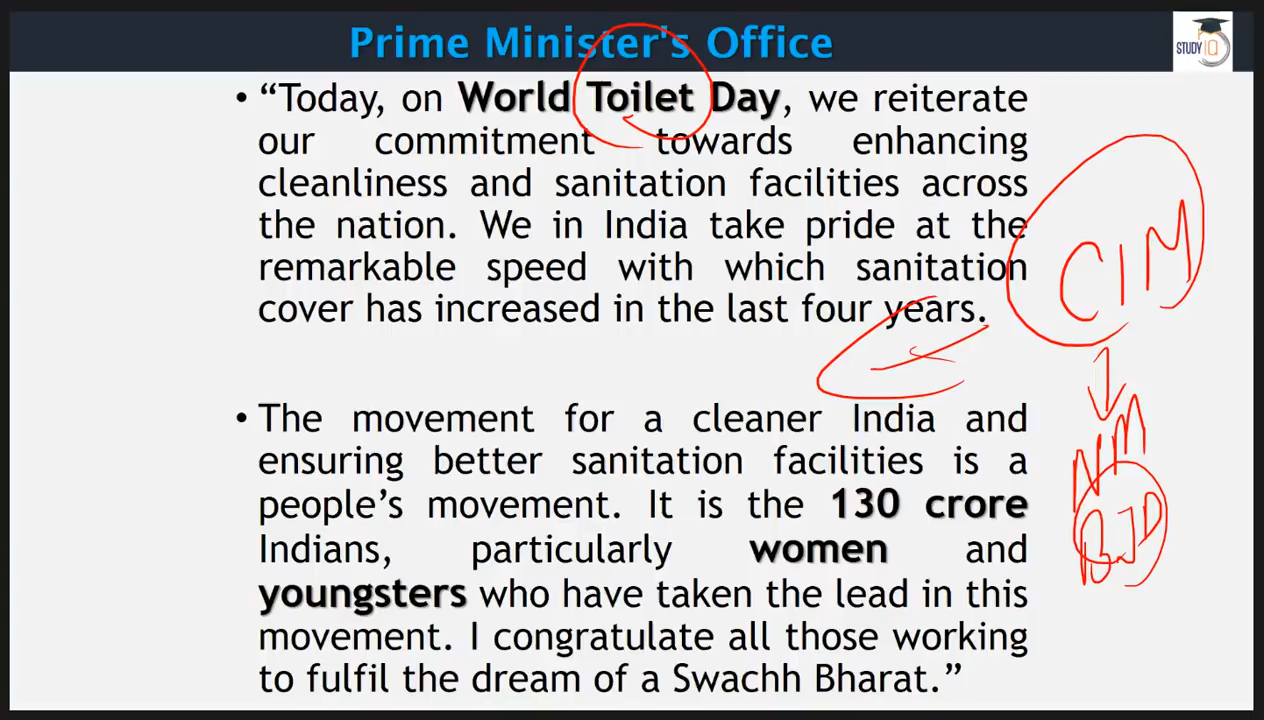 Prime Minister's Office
STUDY IQ
• “Today, on World Toilet Day, we reiterate
our commitment towards enhancing
cleanliness and sanitation facilities across
the nation. We in India take pride at the
remarkable speed with which sanitation
cover has increased in the last four years.
CIM
• The movement for a cleaner India and
ensuring better sanitation facilities is a
people’s movement. It is the 130 crore
Indians, particularly women and
youngsters who have taken the lead in this
movement. I congratulate all those working
to fulfil the dream of a Swachh Bharat.”
NM
BJD